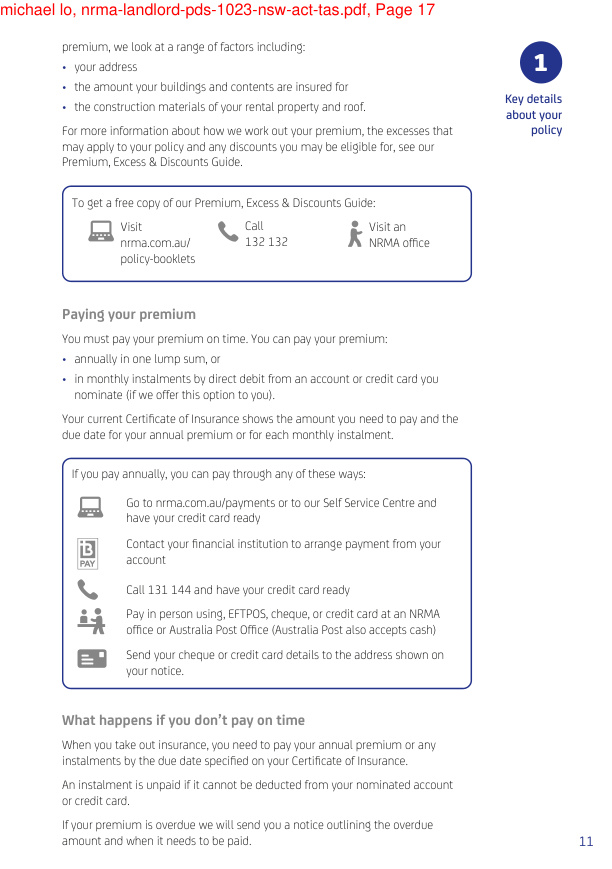 michael lo, nrma-landlord-pds-1023-nsw-act-tas.pdf, Page 17
premium, we look at a range of factors including:
• your address
• the amount your buildings and contents are insured for
• the construction materials of your rental property and roof.
For more information about how we work out your premium, the excesses that
may apply to your policy and any discounts you may be eligible for, see our
Premium, Excess & Discounts Guide.
1
Key details
about your
policy
To get a free copy of our Premium, Excess & Discounts Guide:
Visit
nrma.com.au/
policy-booklets
Call
132 132
Visit an
NRMA office
Paying your premium
You must pay your premium on time. You can pay your premium:
• annually in one lump sum, or
• in monthly instalments by direct debit from an account or credit card you
nominate (if we offer this option to you).
Your current Certificate of Insurance shows the amount you need to pay and the
due date for your annual premium or for each monthly instalment.
If you pay annually, you can pay through any of these ways:
Go to nrma.com.au/payments or to our Self Service Centre and
have your credit card ready
B
PAY
Contact your financial institution to arrange payment from your
account
Call 131 144 and have your credit card ready
Pay in person using, EFTPOS, cheque, or credit card at an NRMA
office or Australia Post Office (Australia Post also accepts cash)
Send your cheque or credit card details to the address shown on
your notice.
What happens if you don't pay on time
When you take out insurance, you need to pay your annual premium or any
instalments by the due date specified on your Certificate of Insurance.
An instalment is unpaid if it cannot be deducted from your nominated account
or credit card.
If your premium is overdue we will send you a notice outlining the overdue
amount and when it needs to be paid.
11